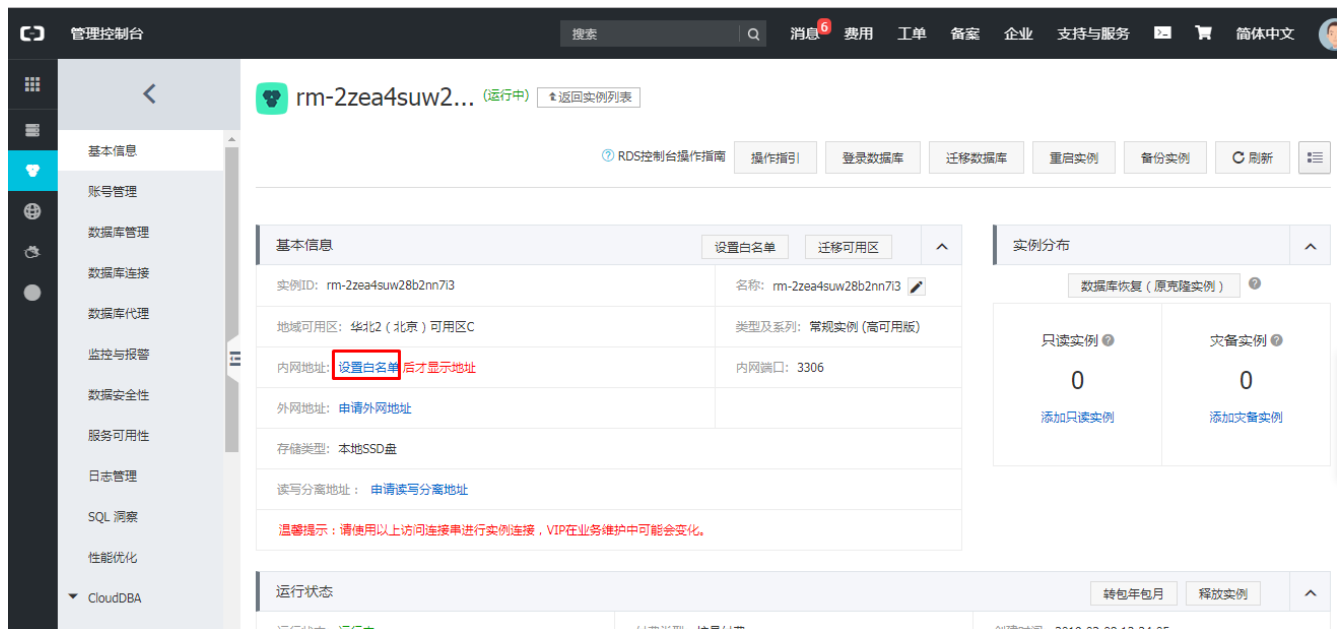 管理控制台 搜索 消息 6 费用 工单 备案 企业 支持与服务 简体中文
rm-2zea4suw2... (运行中) 返回实例列表
RDS控制台操作指南 操作指引 登录数据库 迁移数据库 重启实例 备份实例 刷新
基本信息
账号管理
数据库管理
数据库连接
数据库代理
监控与报警
数据安全性
服务可用性
日志管理
SQL 洞察
性能优化
CloudDBA
基本信息 设置白名单 迁移可用区
实例ID: rm-2zea4suw28b2nn7i3 名称: rm-2zea4suw28b2nn7i3
地域可用区: 华北2(北京)可用区C 类型及系列: 常规实例 (高可用版)
内网地址: 设置白名单 后才显示地址 内网端口: 3306
外网地址: 申请外网地址
存储类型: 本地SSD盘
读写分离地址: 申请读写分离地址
温馨提示:请使用以上访问连接串进行实例连接,VIP在业务维护中可能会变化。
实例分布
数据库恢复(原克隆实例)
只读实例 灾备实例
0 0
添加只读实例 添加灾备实例
运行状态 转包年包月 释放实例